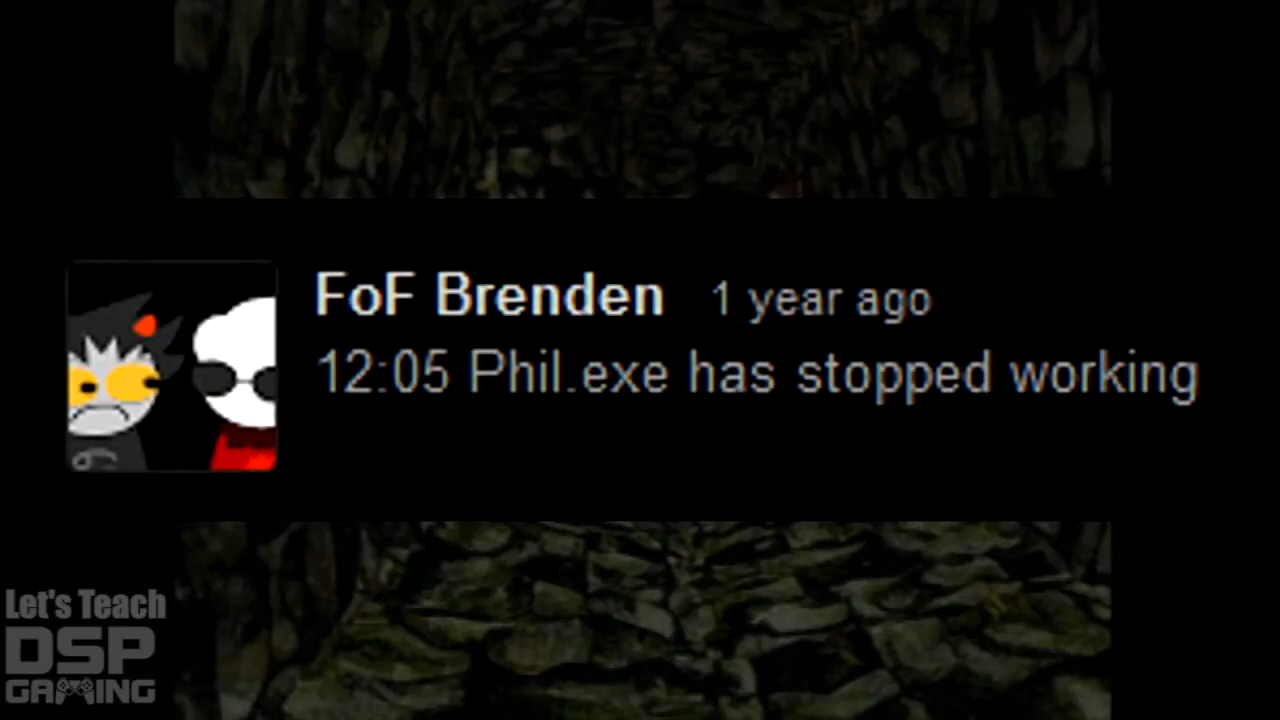 FoF Brenden 1 year ago
12:05 Phil.exe has stopped working
Let's Teach
DSP
GAMING